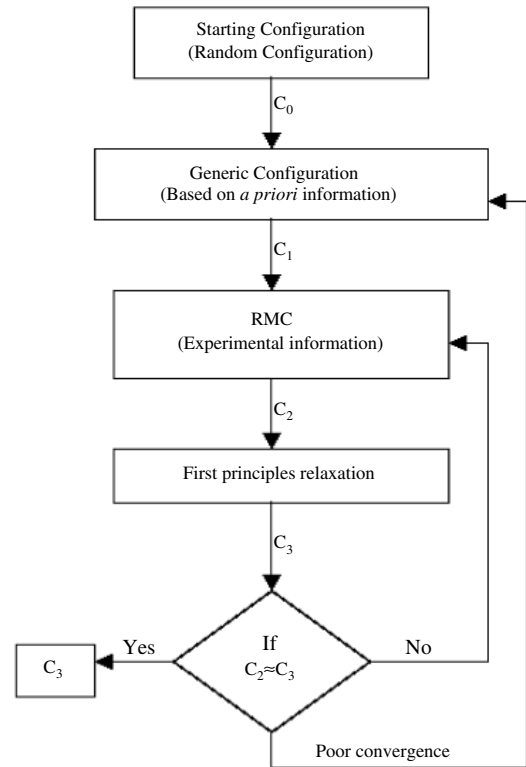 Starting Configuration
(Random Configuration)
C₀
Generic Configuration
(Based on a priori information)
C₁
RMC
(Experimental information)
C₂
First principles relaxation
C₃
Yes
If
No
C₃
C₂≈C₃
Poor convergence